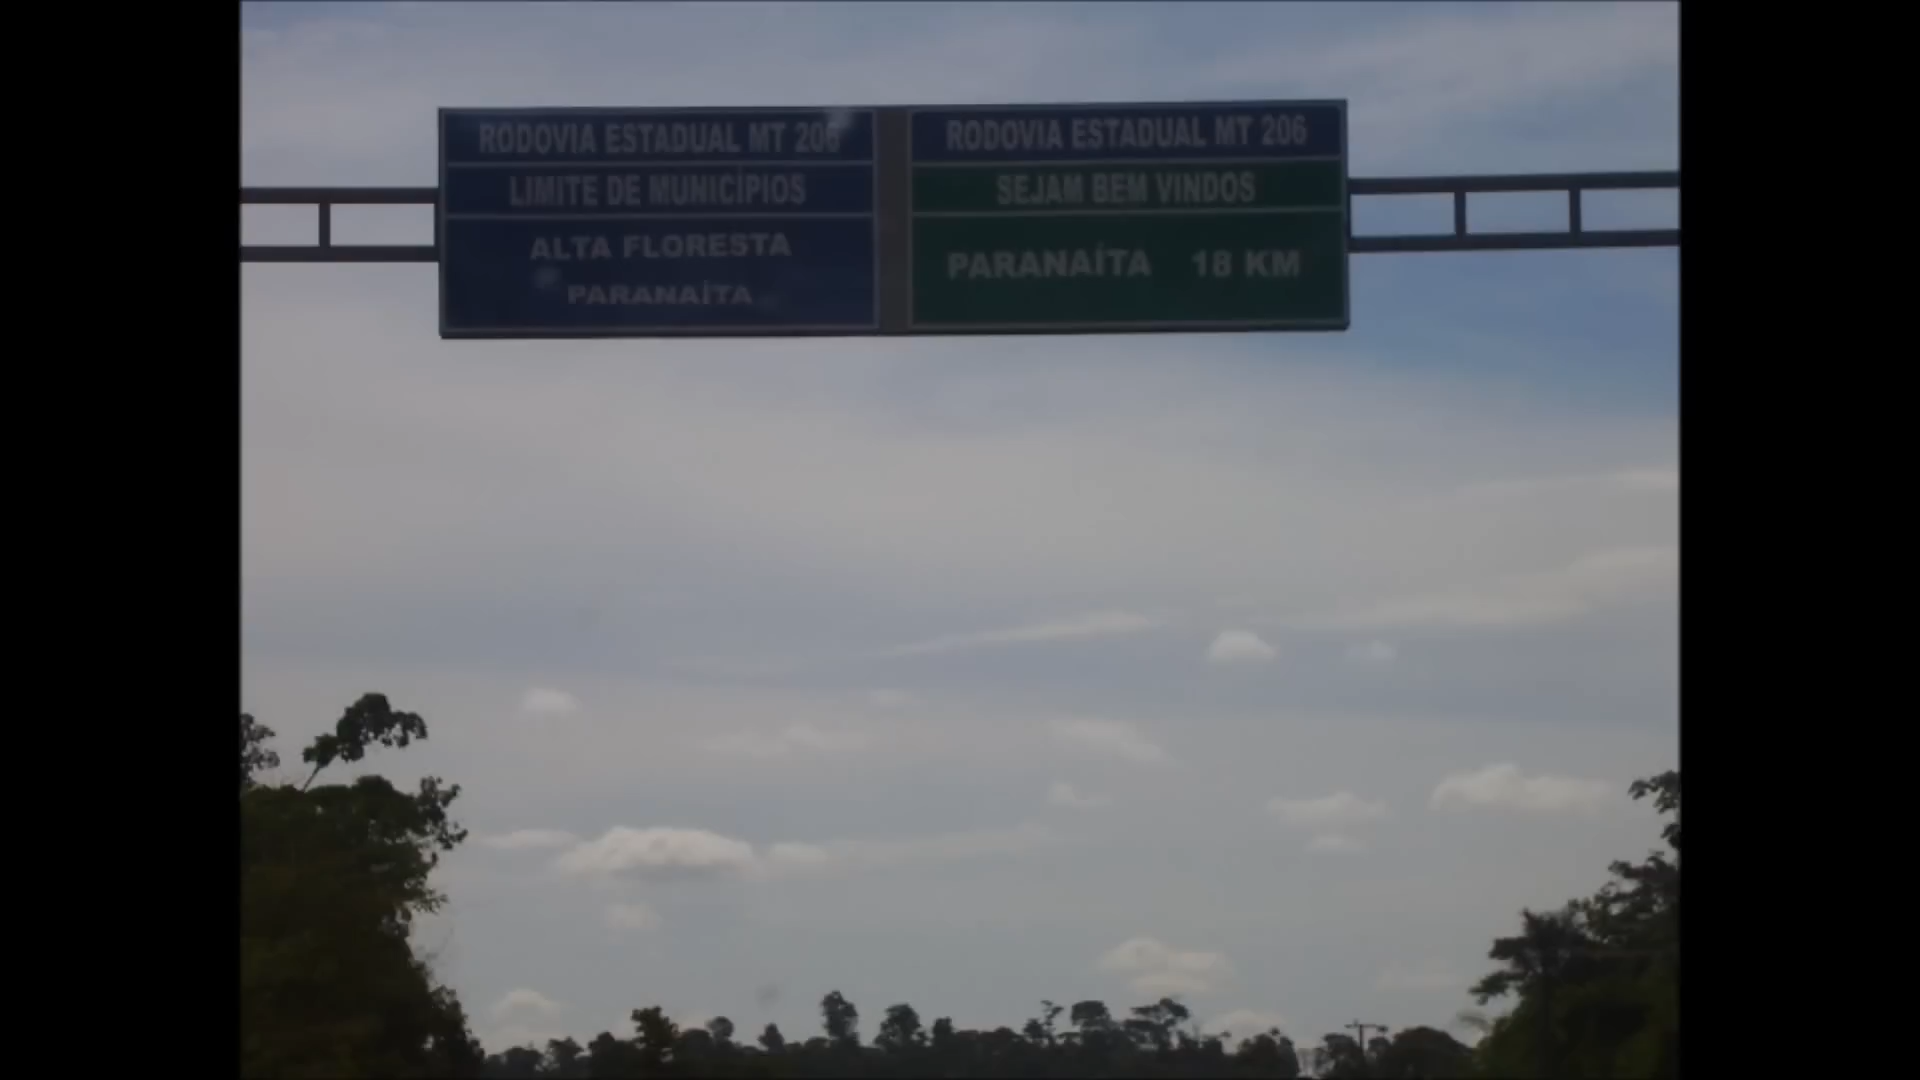 RODOVIA ESTADUAL MT 206
LIMITE DE MUNICÍPIOS
ALTA FLORESTA
PARANAÍTA
RODOVIA ESTADUAL MT 206
SEJAM BEM VINDOS
PARANAÍTA 18 KM